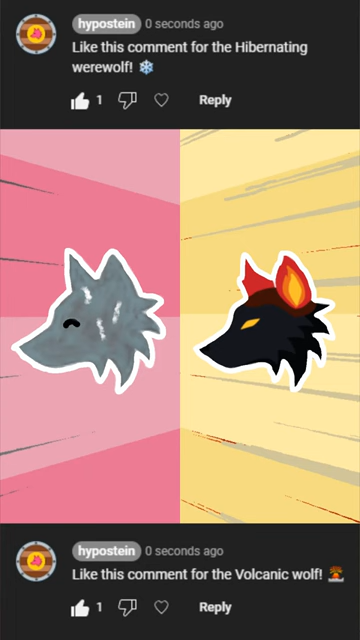 hypostein 0 seconds ago
Like this comment for the Hibernating
werewolf! ❄️
1 Reply
hypostein 0 seconds ago
Like this comment for the Volcanic wolf! 🌋
1 Reply